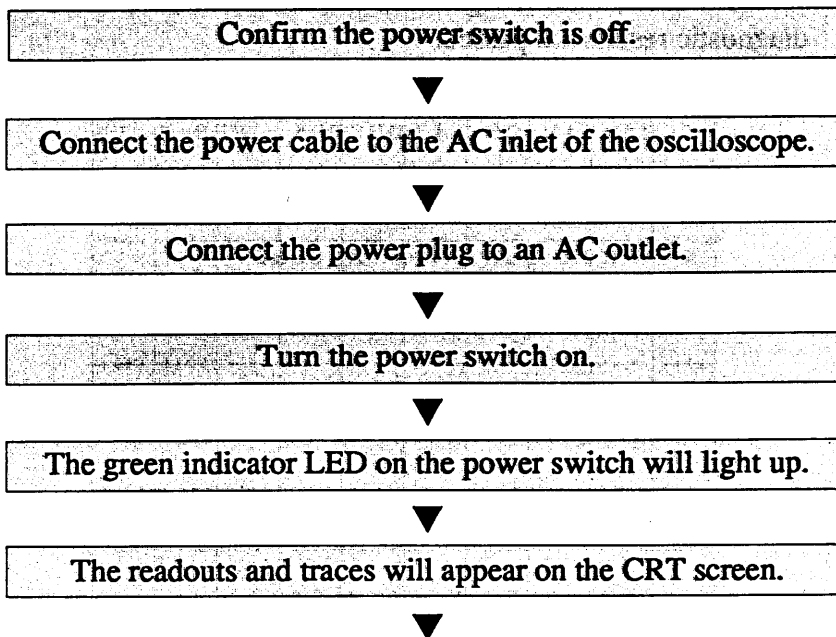 Confirm the power switch is off.
Connect the power cable to the AC inlet of the oscilloscope.
Connect the power plug to an AC outlet.
Turn the power switch on.
The green indicator LED on the power switch will light up.
The readouts and traces will appear on the CRT screen.